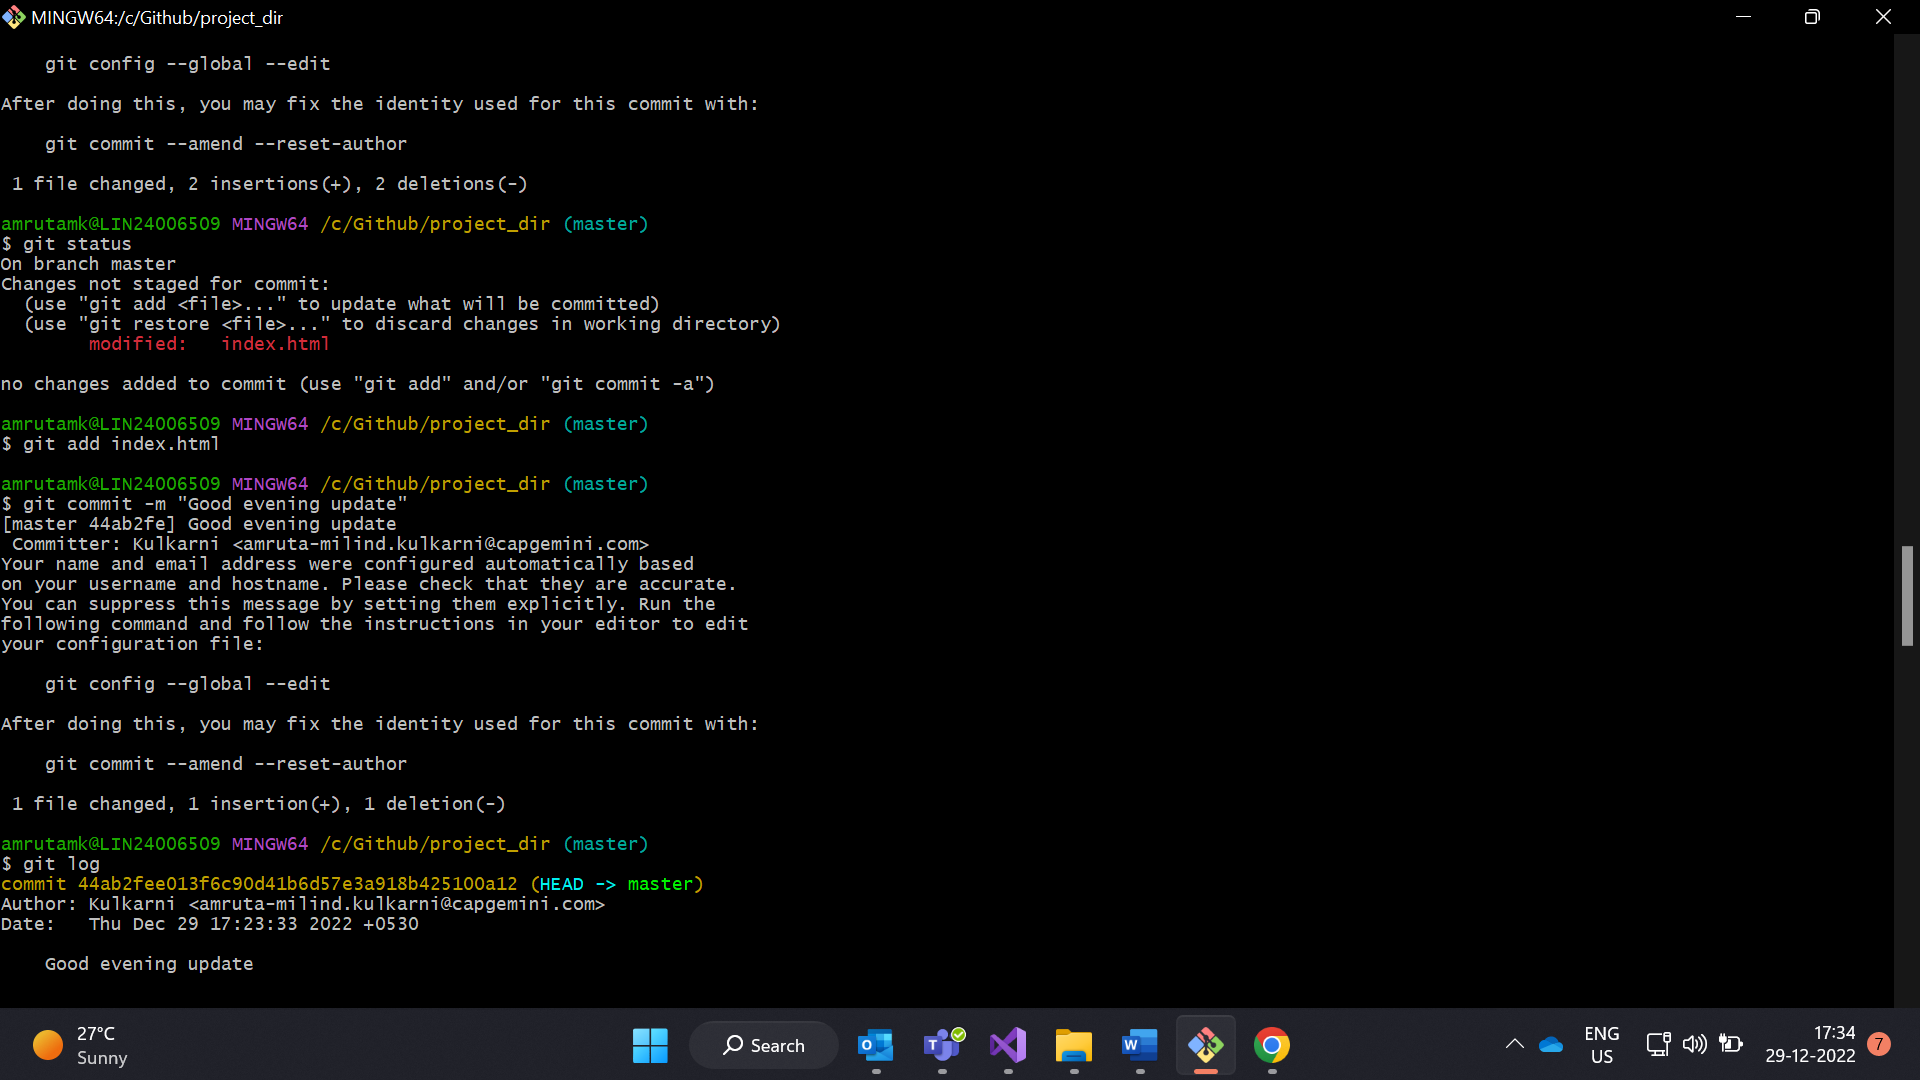 MINGW64:/c/Github/project_dir
    git config --global --edit
After doing this, you may fix the identity used for this commit with:
    git commit --amend --reset-author
 1 file changed, 2 insertions(+), 2 deletions(-)
amrutamk@LIN24006509 MINGW64 /c/Github/project_dir (master)
$ git status
On branch master
Changes not staged for commit:
  (use "git add <file>..." to update what will be committed)
  (use "git restore <file>..." to discard changes in working directory)
        modified:   index.html
no changes added to commit (use "git add" and/or "git commit -a")
amrutamk@LIN24006509 MINGW64 /c/Github/project_dir (master)
$ git add index.html
amrutamk@LIN24006509 MINGW64 /c/Github/project_dir (master)
$ git commit -m "Good evening update"
[master 44ab2fe] Good evening update
 Committer: Kulkarni <amruta-milind.kulkarni@capgemini.com>
Your name and email address were configured automatically based
on your username and hostname. Please check that they are accurate.
You can suppress this message by setting them explicitly. Run the
following command and follow the instructions in your editor to edit
your configuration file:
    git config --global --edit
After doing this, you may fix the identity used for this commit with:
    git commit --amend --reset-author
 1 file changed, 1 insertion(+), 1 deletion(-)
amrutamk@LIN24006509 MINGW64 /c/Github/project_dir (master)
$ git log
commit 44ab2fee013f6c90d41b6d57e3a918b425100a12 (HEAD -> master)
Author: Kulkarni <amruta-milind.kulkarni@capgemini.com>
Date:   Thu Dec 29 17:23:33 2022 +0530
    Good evening update
27°C
Sunny
Search
ENG
US
17:34
29-12-2022
7